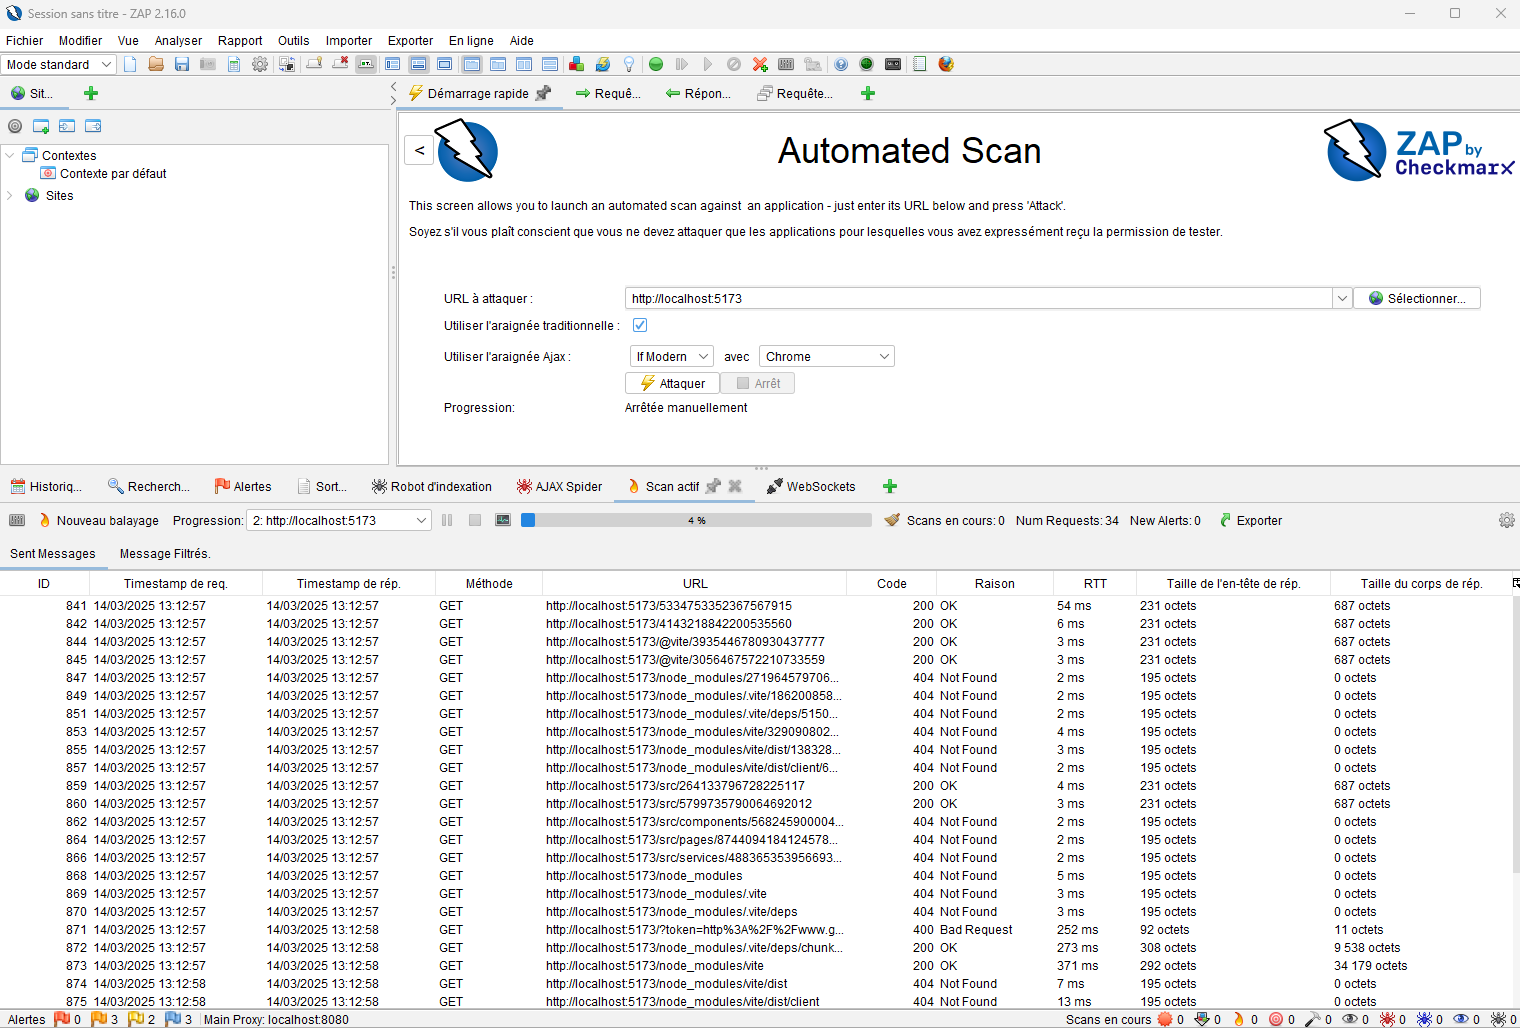 Session sans titre - ZAP 2.16.0
Fichier Modifier Vue Analyser Rapport Outils Importer Exporter En ligne Aide
Mode standard
Sit... Démarrage rapide Requê... Répon... Requête...
Contextes
Contexte par défaut
Sites
<
Automated Scan
ZAP by
Checkmarx
This screen allows you to launch an automated scan against an application - just enter its URL below and press 'Attack'.
Soyez s'il vous plaît conscient que vous ne devez attaquer que les applications pour lesquelles vous avez expressément reçu la permission de tester.
URL à attaquer : http://localhost:5173 Sélectionner...
Utiliser l'araignée traditionnelle :
Utiliser l'araignée Ajax : If Modern avec Chrome
Attaquer Arrêt
Progression: Arrêtée manuellement
Historiq... Recherch... Alertes Sort... Robot d'indexation AJAX Spider Scan actif WebSockets
Nouveau balayage Progression: 2: http://localhost:5173 4 % Scans en cours: 0 Num Requests: 34 New Alerts: 0 Exporter
Sent Messages Message Filtrés.
ID Timestamp de req. Timestamp de rép. Méthode URL Code Raison RTT Taille de l'en-tête de rép. Taille du corps de rép.
841 14/03/2025 13:12:57 14/03/2025 13:12:57 GET http://localhost:5173/5334753352367567915 200 OK 54 ms 231 octets 687 octets
842 14/03/2025 13:12:57 14/03/2025 13:12:57 GET http://localhost:5173/4143218842200535560 200 OK 6 ms 231 octets 687 octets
844 14/03/2025 13:12:57 14/03/2025 13:12:57 GET http://localhost:5173/@vite/3935446780930437777 200 OK 3 ms 231 octets 687 octets
845 14/03/2025 13:12:57 14/03/2025 13:12:57 GET http://localhost:5173/@vite/3056467572210733559 200 OK 3 ms 231 octets 687 octets
847 14/03/2025 13:12:57 14/03/2025 13:12:57 GET http://localhost:5173/node_modules/271964579706... 404 Not Found 2 ms 195 octets 0 octets
849 14/03/2025 13:12:57 14/03/2025 13:12:57 GET http://localhost:5173/node_modules/.vite/186200858... 404 Not Found 2 ms 195 octets 0 octets
851 14/03/2025 13:12:57 14/03/2025 13:12:57 GET http://localhost:5173/node_modules/.vite/deps/5150... 404 Not Found 2 ms 195 octets 0 octets
853 14/03/2025 13:12:57 14/03/2025 13:12:57 GET http://localhost:5173/node_modules/vite/329090802... 404 Not Found 4 ms 195 octets 0 octets
855 14/03/2025 13:12:57 14/03/2025 13:12:57 GET http://localhost:5173/node_modules/vite/dist/138328... 404 Not Found 3 ms 195 octets 0 octets
857 14/03/2025 13:12:57 14/03/2025 13:12:57 GET http://localhost:5173/node_modules/vite/dist/client/6... 404 Not Found 2 ms 195 octets 0 octets
859 14/03/2025 13:12:57 14/03/2025 13:12:57 GET http://localhost:5173/src/264133796728225117 200 OK 4 ms 231 octets 687 octets
860 14/03/2025 13:12:57 14/03/2025 13:12:57 GET http://localhost:5173/src/5799735790064692012 200 OK 3 ms 231 octets 687 octets
862 14/03/2025 13:12:57 14/03/2025 13:12:57 GET http://localhost:5173/src/components/568245900004... 404 Not Found 2 ms 195 octets 0 octets
864 14/03/2025 13:12:57 14/03/2025 13:12:57 GET http://localhost:5173/src/pages/8744094184124578... 404 Not Found 2 ms 195 octets 0 octets
866 14/03/2025 13:12:57 14/03/2025 13:12:57 GET http://localhost:5173/src/services/488365353956693... 404 Not Found 2 ms 195 octets 0 octets
868 14/03/2025 13:12:57 14/03/2025 13:12:57 GET http://localhost:5173/node_modules 404 Not Found 5 ms 195 octets 0 octets
869 14/03/2025 13:12:57 14/03/2025 13:12:57 GET http://localhost:5173/node_modules/.vite 404 Not Found 3 ms 195 octets 0 octets
870 14/03/2025 13:12:57 14/03/2025 13:12:57 GET http://localhost:5173/node_modules/.vite/deps 404 Not Found 3 ms 195 octets 0 octets
871 14/03/2025 13:12:57 14/03/2025 13:12:58 GET http://localhost:5173/?token=http%3A%2F%2Fwww.g... 400 Bad Request 252 ms 92 octets 11 octets
872 14/03/2025 13:12:57 14/03/2025 13:12:58 GET http://localhost:5173/node_modules/.vite/deps/chunk... 200 OK 273 ms 308 octets 9 538 octets
873 14/03/2025 13:12:57 14/03/2025 13:12:58 GET http://localhost:5173/node_modules/vite 200 OK 371 ms 292 octets 34 179 octets
874 14/03/2025 13:12:58 14/03/2025 13:12:58 GET http://localhost:5173/node_modules/vite/dist 404 Not Found 7 ms 195 octets 0 octets
875 14/03/2025 13:12:58 14/03/2025 13:12:58 GET http://localhost:5173/node_modules/vite/dist/client 404 Not Found 13 ms 195 octets 0 octets
Alertes 0 3 2 3 Main Proxy: localhost:8080 Scans en cours 0 0 0 0 0 0 0 0 0 0